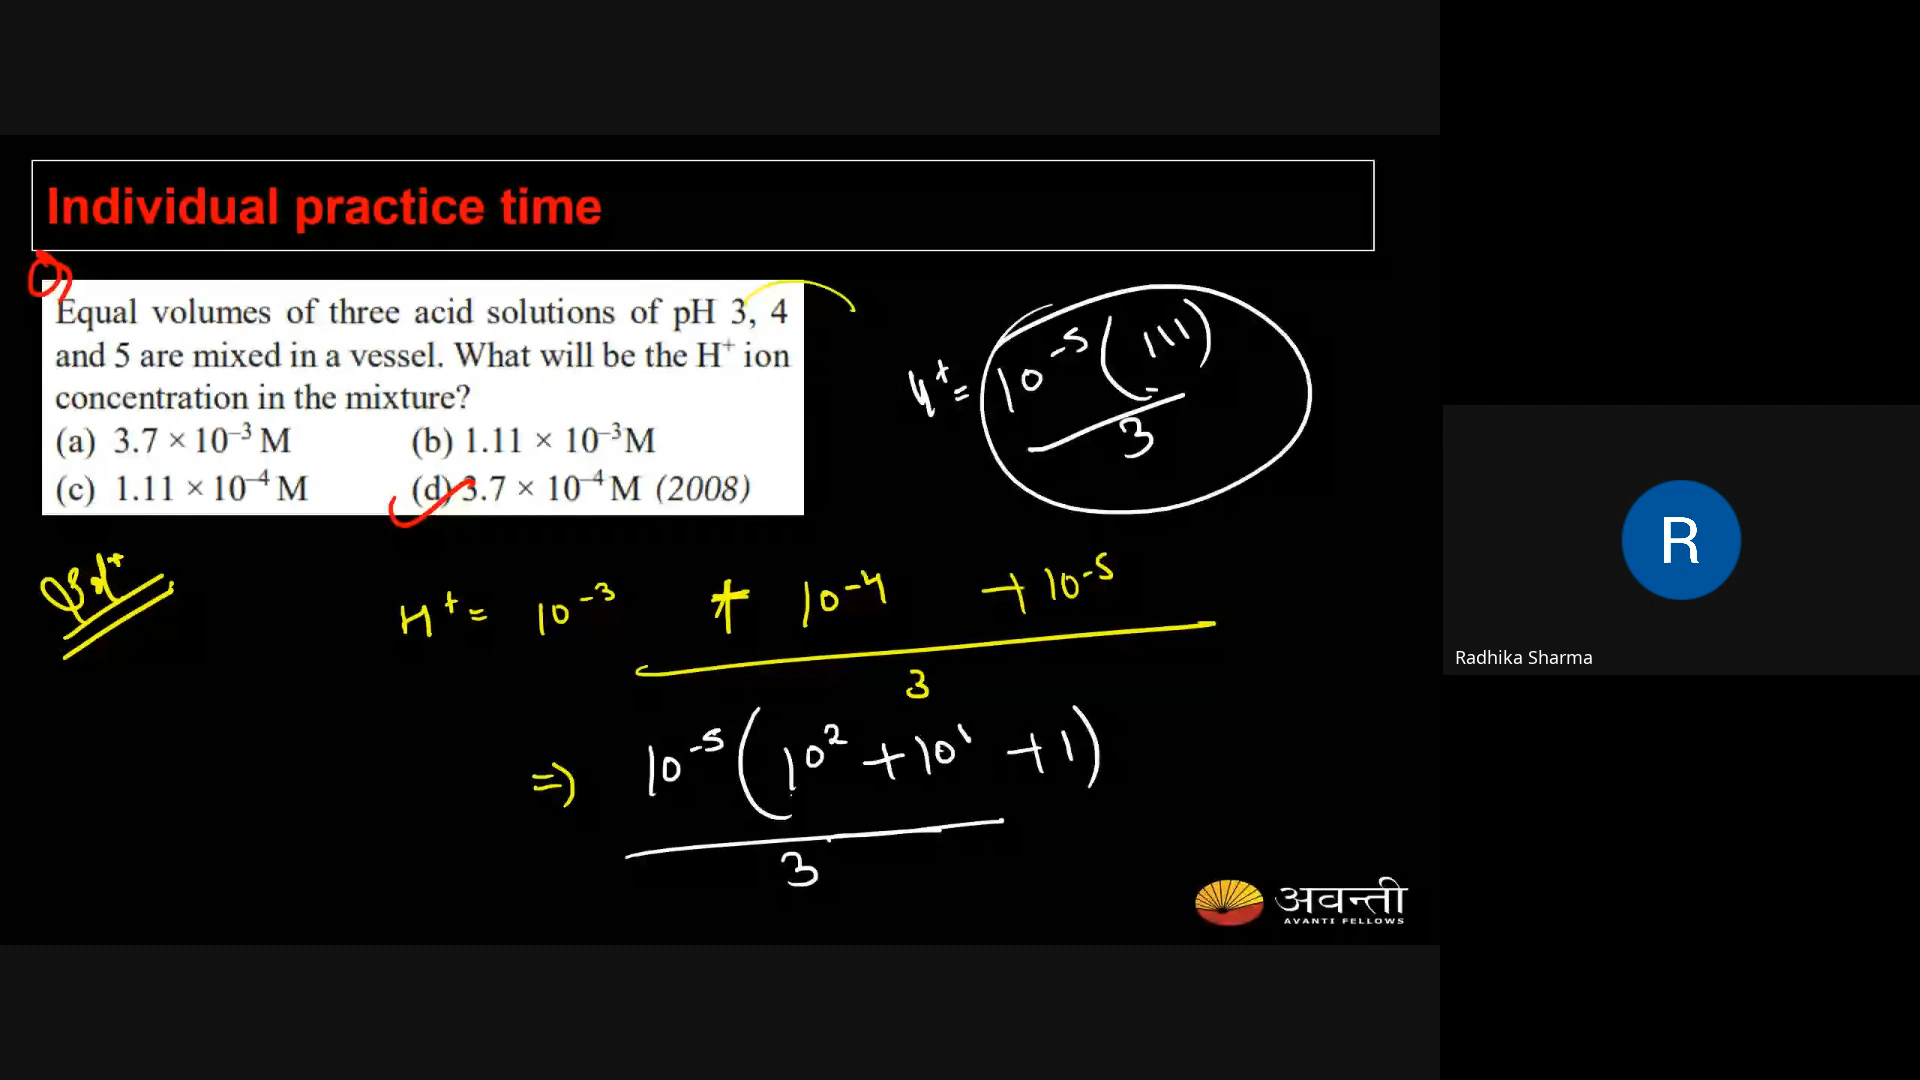 Individual practice time
Equal volumes of three acid solutions of pH 3, 4
and 5 are mixed in a vessel. What will be the H⁺ ion
concentration in the mixture?
(a) 3.7 × 10⁻³ M (b) 1.11 × 10⁻³M
(c) 1.11 × 10⁻⁴ M (d) 3.7 × 10⁻⁴ M (2008)
H⁺ = 10⁻⁵(111)
3
H⁺ = 10⁻³ + 10⁻⁴ + 10⁻⁵
3
⇒ 10⁻⁵(10² + 10¹ + 1)
3
अवन्ती
AVANTI FELLOWS
R
Radhika Sharma